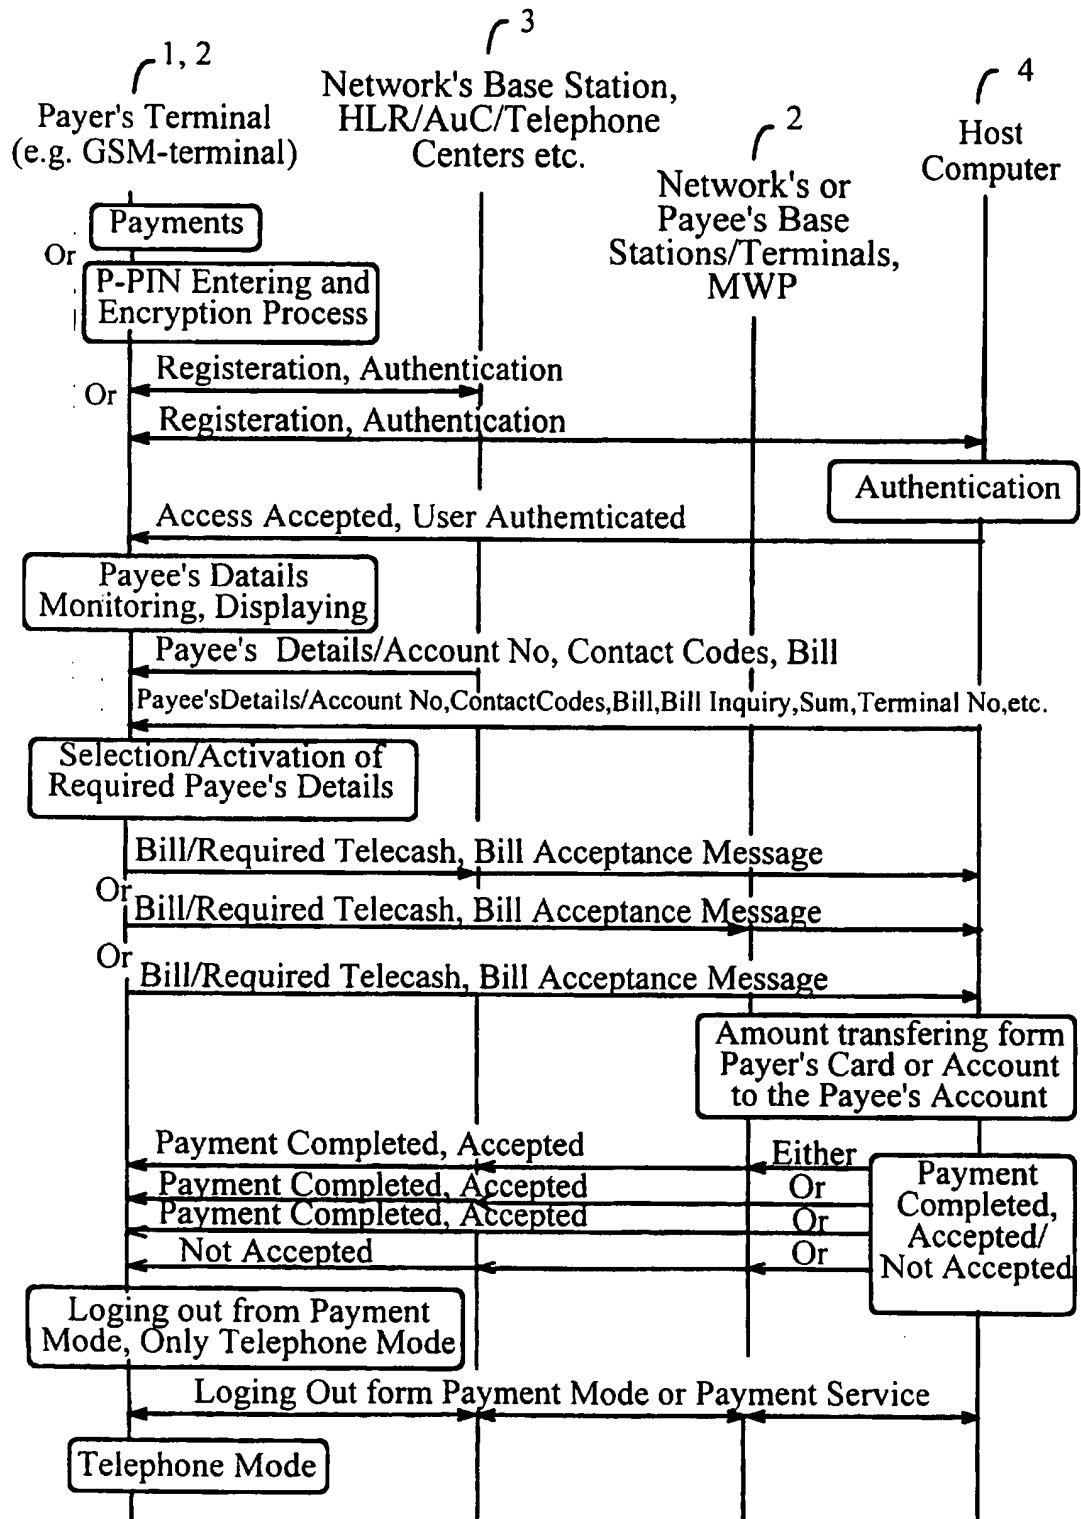 1, 2
3
4
2
Payer's Terminal
(e.g. GSM-terminal)
Network's Base Station,
HLR/AuC/Telephone
Centers etc.
Network's or
Payee's Base
Stations/Terminals,
MWP
Host
Computer
Payments
Or
P-PIN Entering and
Encryption Process
Registeration, Authentication
Or
Registeration, Authentication
Authentication
Access Accepted, User Authemticated
Payee's Datails
Monitoring, Displaying
Payee's Details/Account No, Contact Codes, Bill
Payee'sDetails/Account No,ContactCodes,Bill,Bill Inquiry,Sum,Terminal No,etc.
Selection/Activation of
Required Payee's Details
Bill/Required Telecash, Bill Acceptance Message
Or
Bill/Required Telecash, Bill Acceptance Message
Or
Bill/Required Telecash, Bill Acceptance Message
Amount transfering form
Payer's Card or Account
to the Payee's Account
Payment Completed, Accepted
Either
Payment Completed, Accepted
Or
Payment Completed, Accepted
Or
Not Accepted
Or
Payment
Completed,
Accepted/
Not Accepted
Loging out from Payment
Mode, Only Telephone Mode
Loging Out form Payment Mode or Payment Service
Telephone Mode